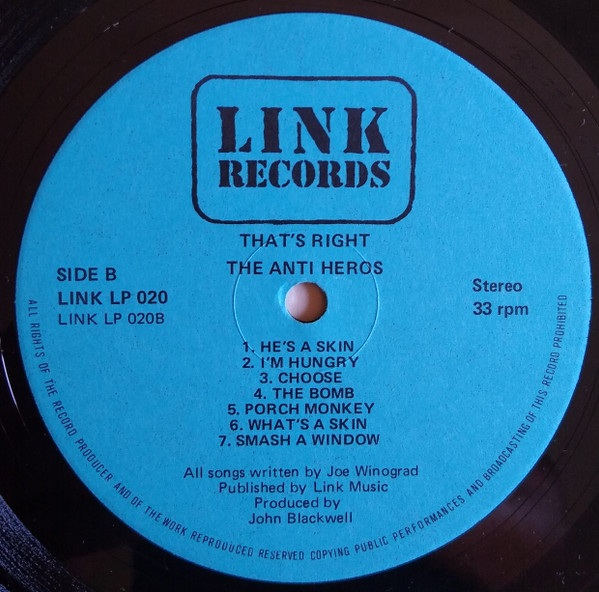 LINK
RECORDS
THAT'S RIGHT
THE ANTI HEROS
SIDE B
LINK LP 020
LINK LP 020B
Stereo
33 rpm
1. HE'S A SKIN
2. I'M HUNGRY
3. CHOOSE
4. THE BOMB
5. PORCH MONKEY
6. WHAT'S A SKIN
7. SMASH A WINDOW
All songs written by Joe Winograd
Published by Link Music
Produced by
John Blackwell
ALL RIGHTS OF THE RECORD PRODUCER AND OF THE WORK REPRODUUCED RESERVED COPYING PUBLIC PERFORMANCES AND BROADCASTING OF THIS RECORD PROHIBITED